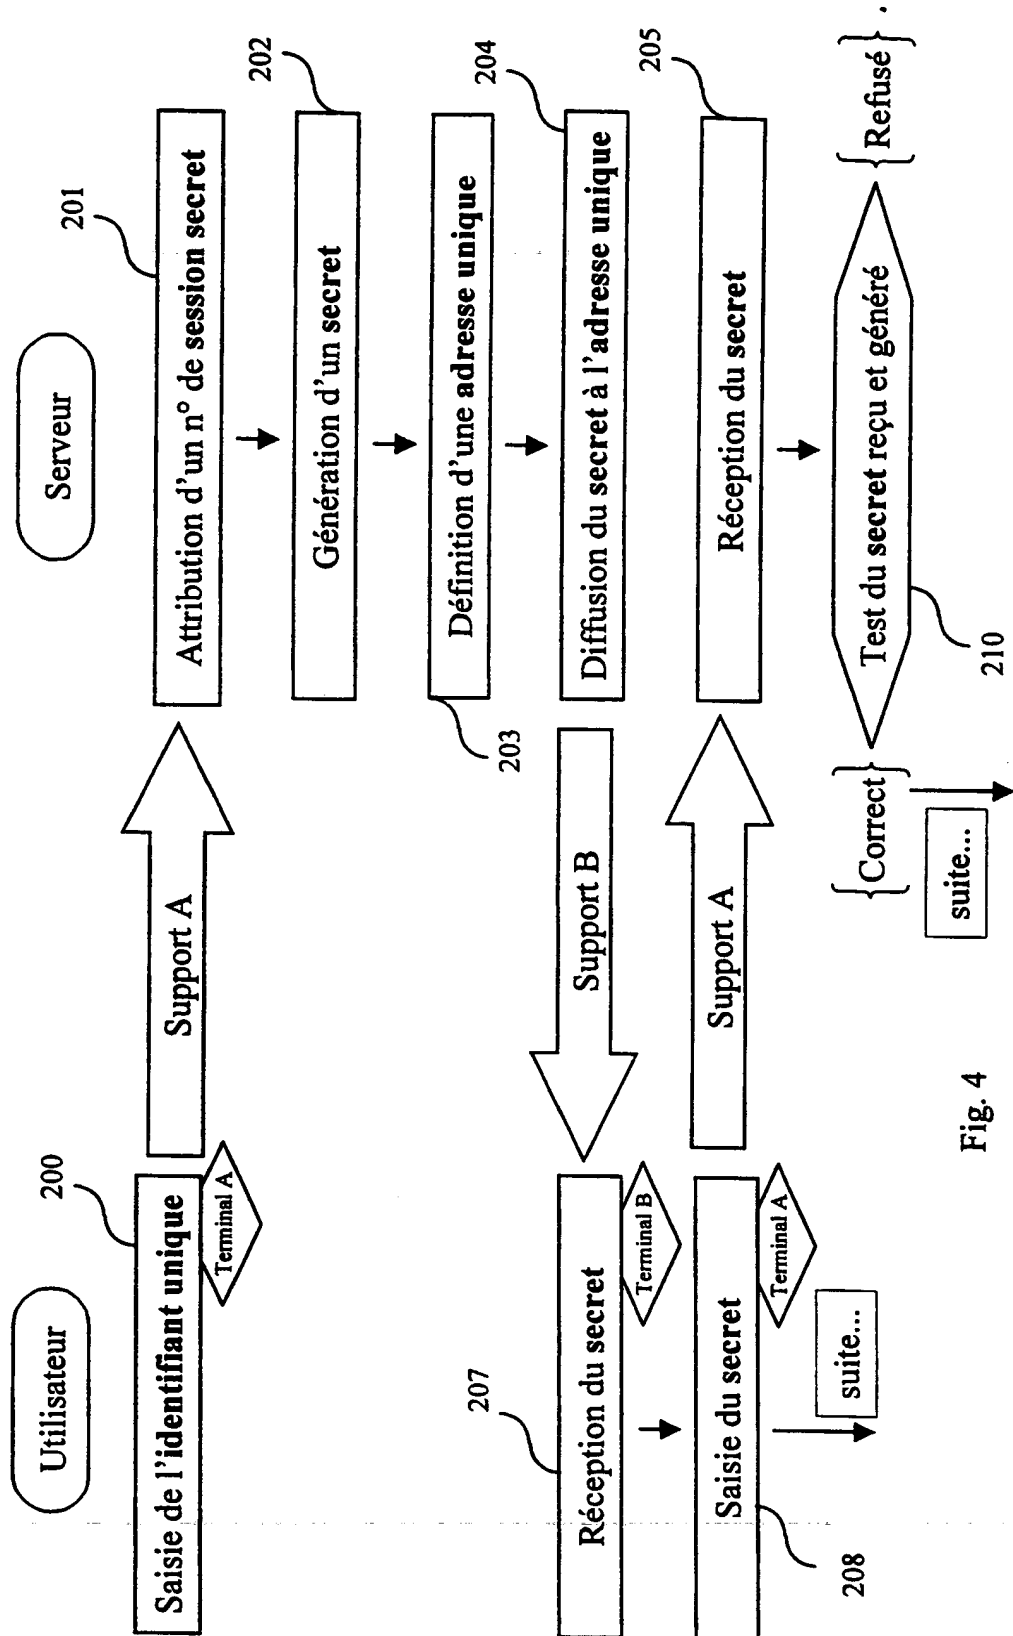 Utilisateur
Serveur
200
201
Saisie de l'identifiant unique
Terminal A
Support A
Attribution d'un n° de session secret
202
Génération d'un secret
Définition d'une adresse unique
203
204
207
Réception du secret
Terminal B
Support B
Diffusion du secret à l'adresse unique
205
Saisie du secret
Terminal A
Support A
Réception du secret
208
suite...
{Correct}
Test du secret reçu et généré
{Refusé}
210
suite...
Fig. 4